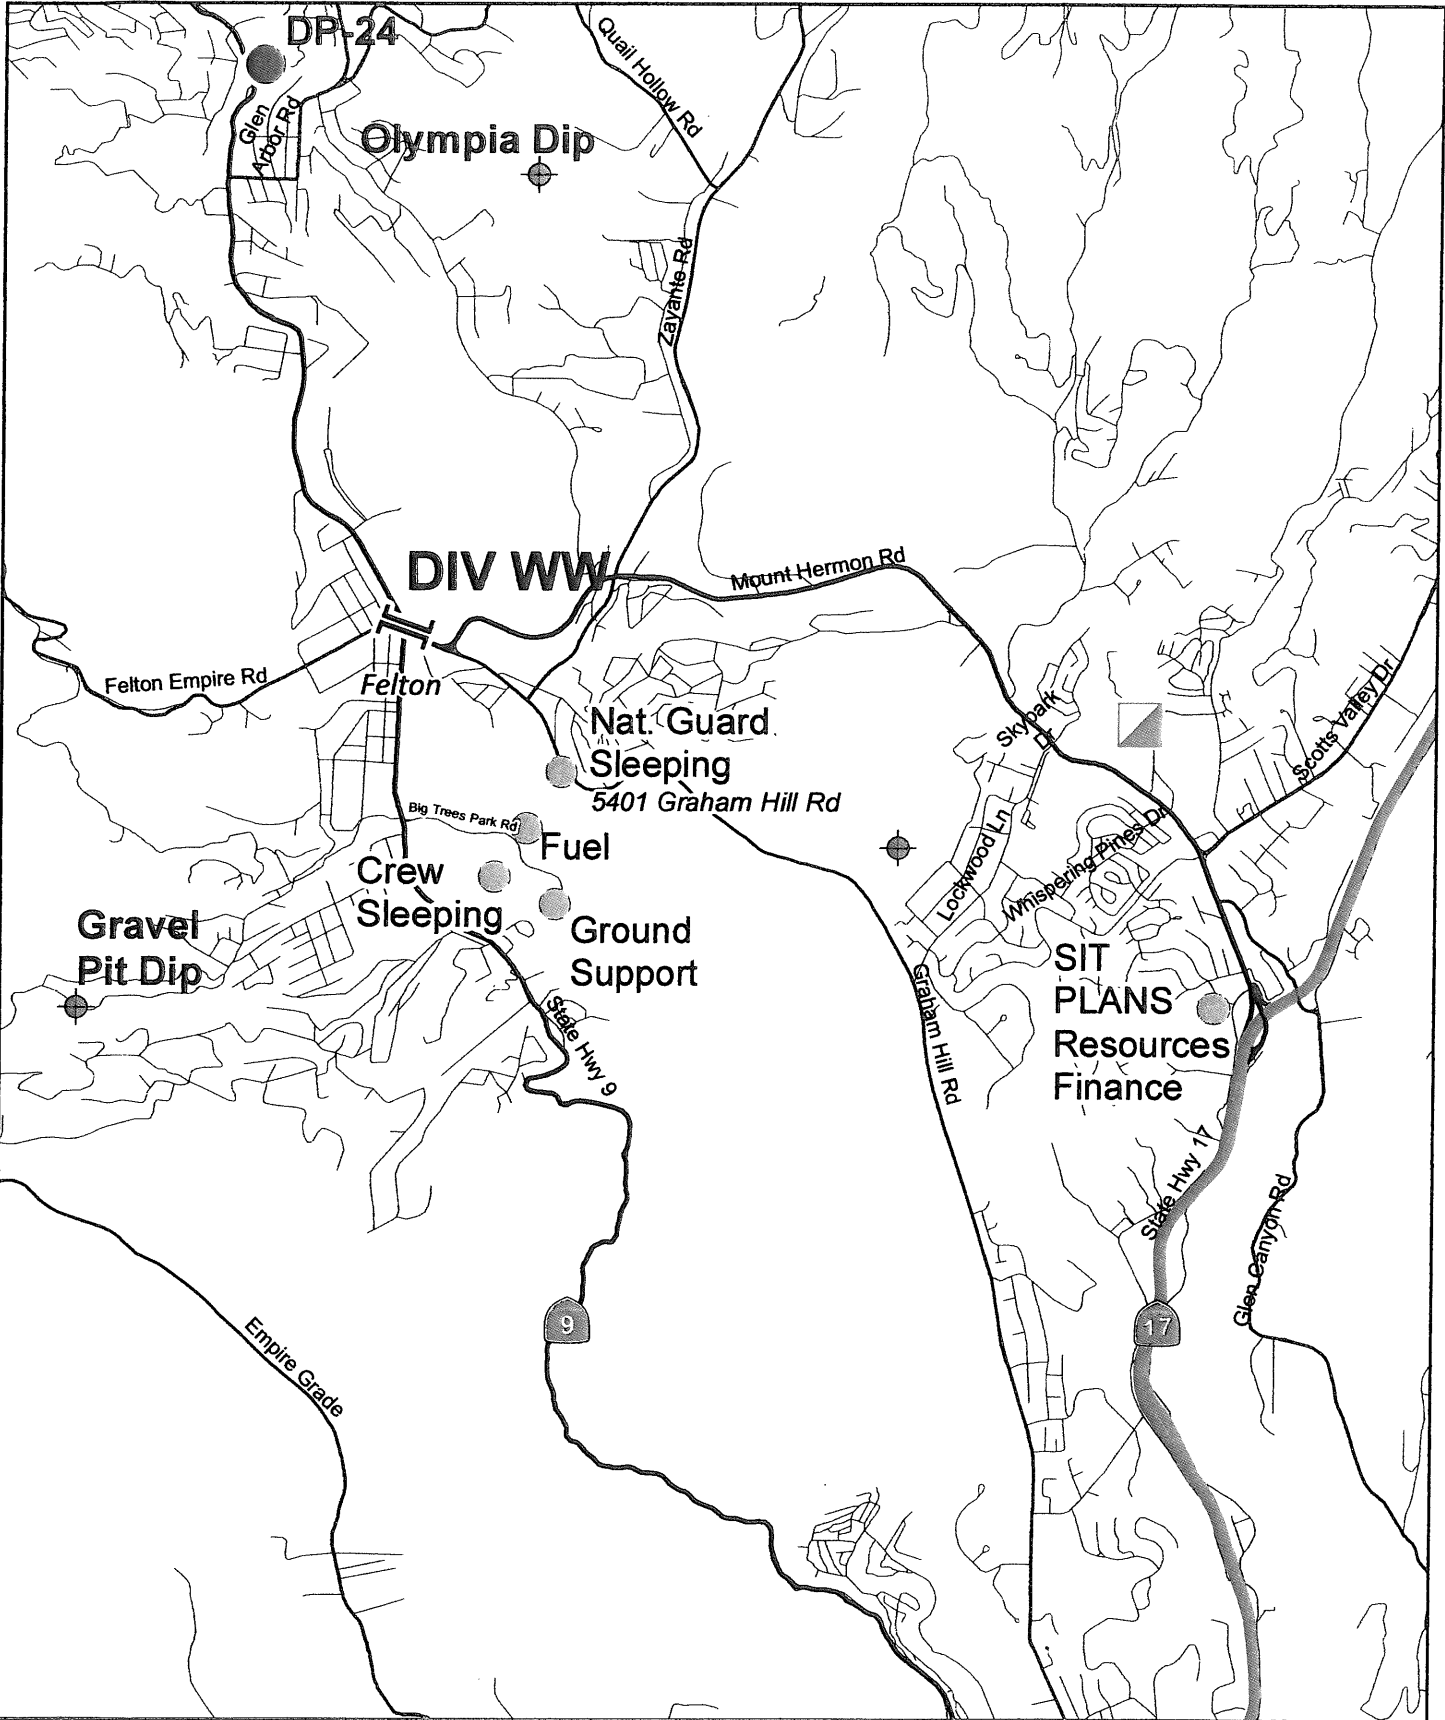 DP-24
Quail Hollow Rd
Glen
Arbor Rd
Olympia Dip
Zayante Rd
DIV WW
Mount Hermon Rd
Felton Empire Rd
Felton
Skypark
Dr
Scotts Valley Dr
Nat. Guard
Sleeping
5401 Graham Hill Rd
Big Trees Park Rd
Fuel
Crew
Sleeping
Lockwood Ln
Whispering Pines Dr
Gravel
Pit Dip
Ground
Support
SIT
PLANS
Resources
Finance
State Hwy 9
Graham Hill Rd
State Hwy 17
Glen Canyon Rd
9
17
Empire Grade